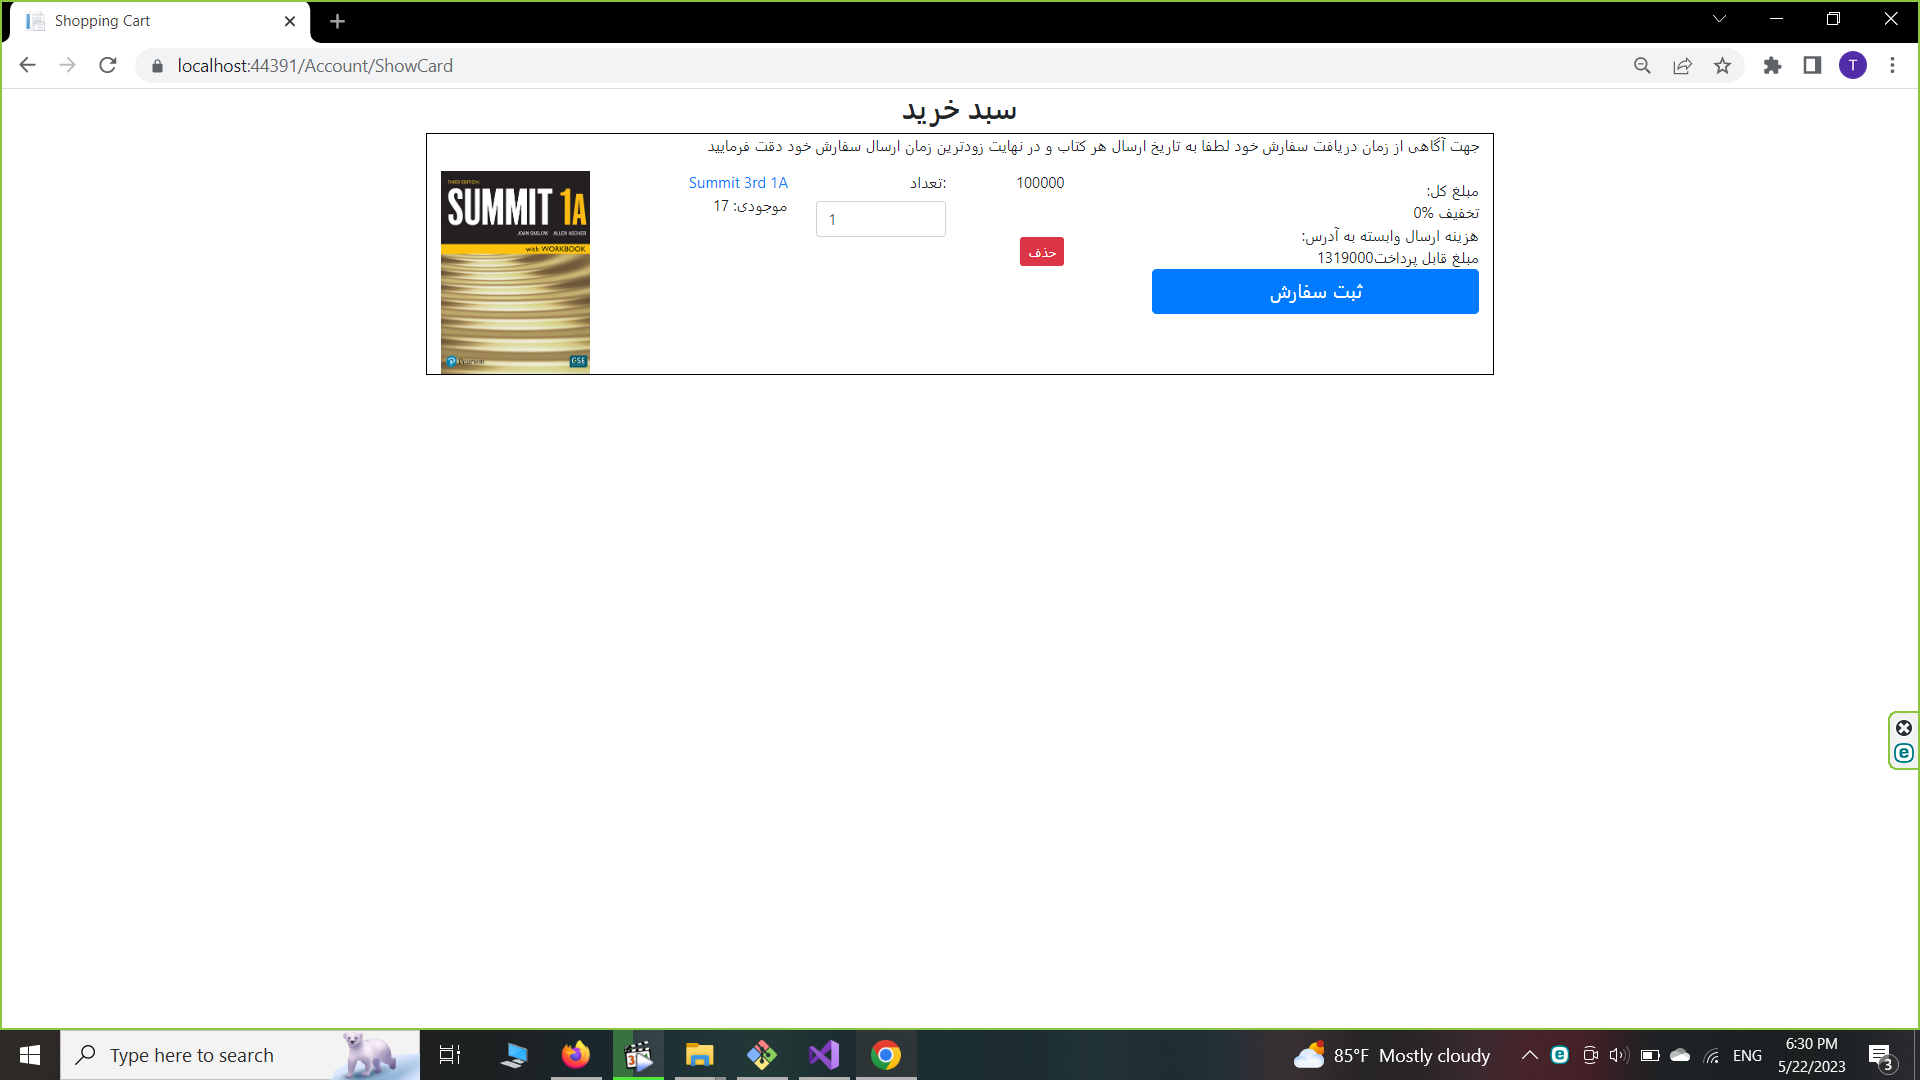 Shopping Cart
localhost:44391/Account/ShowCard
T
سبد خرید
جهت آگاهی از زمان دریافت سفارش خود لطفا به تاریخ ارسال هر کتاب و در نهایت زودترین زمان ارسال سفارش خود دقت فرمایید
THIRD EDITION
SUMMIT 1A
JOAN SASLOW ALLEN ASCHER
with WORKBOOK
Pearson
GSE
Summit 3rd 1A
موجودی: 17
تعداد:
1
100000
حذف
مبلغ کل:
تخفیف %0
هزینه ارسال وابسته به آدرس:
مبلغ قابل پرداخت1319000
ثبت سفارش
Type here to search
85°F Mostly cloudy
ENG
6:30 PM
5/22/2023
3